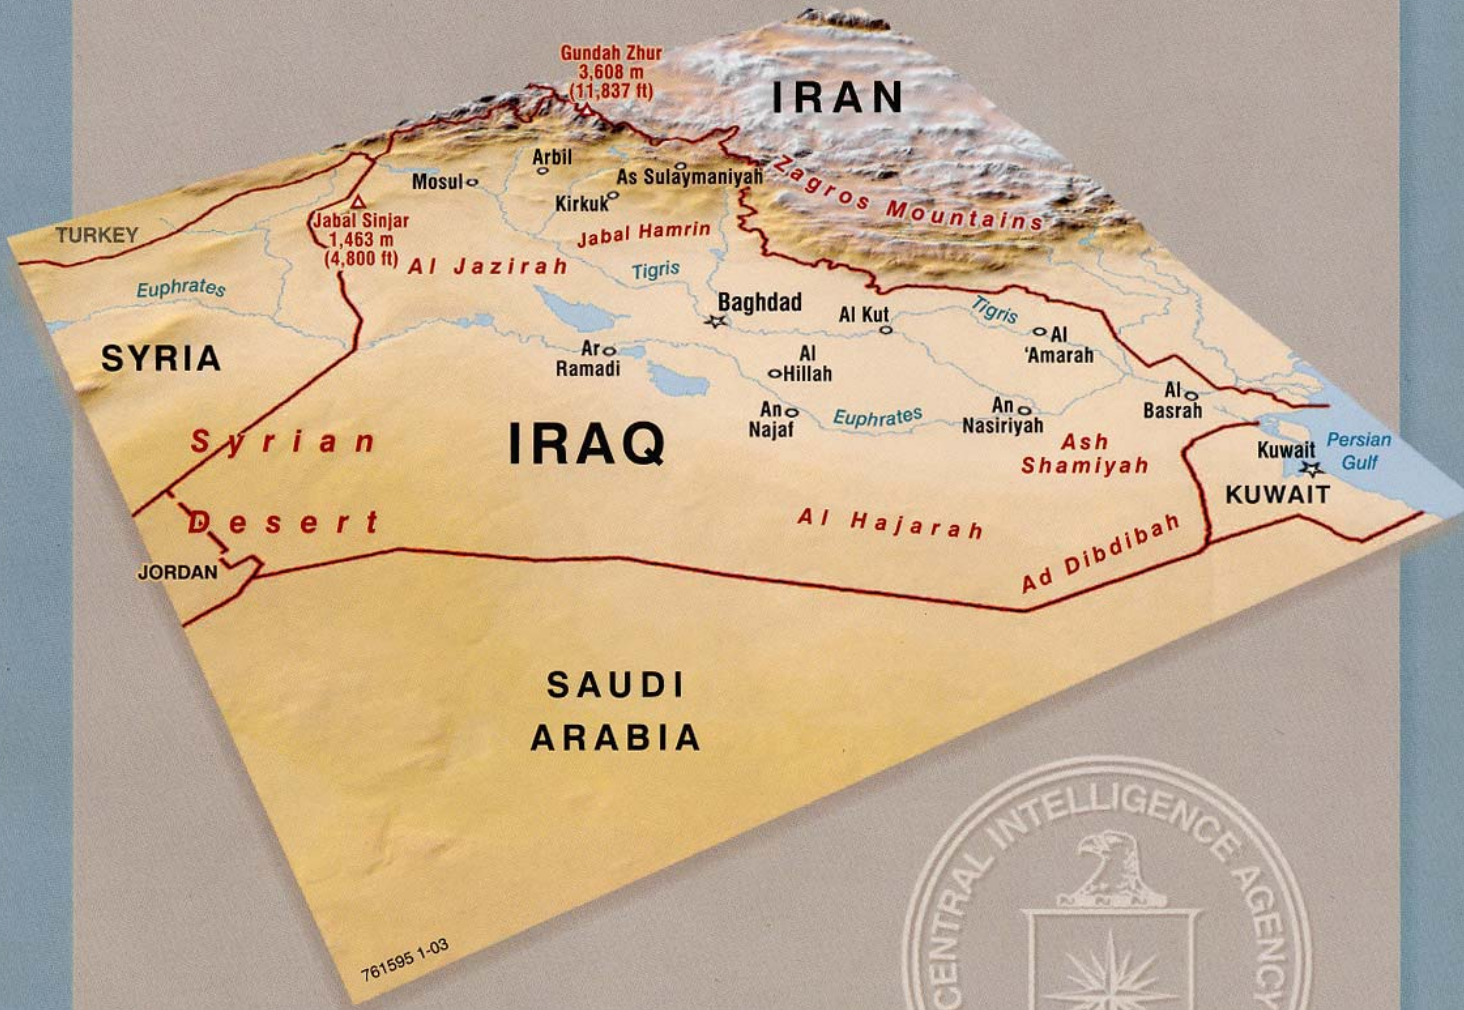 Gundah Zhur
3,608 m
(11,837 ft)
IRAN
Arbil
Mosul
As Sulaymaniyah
Kirkuk
Zagros Mountains
Jabal Sinjar
1,463 m
(4,800 ft)
TURKEY
Jabal Hamrin
Al Jazirah
Tigris
Euphrates
Baghdad
Al Kut
Tigris
Al
'Amarah
SYRIA
Ar
Ramadi
Al
Hillah
Al
Basrah
An
Najaf
Euphrates
An
Nasiriyah
IRAQ
Syrian
Desert
Ash
Shamiyah
Kuwait
Persian
Gulf
KUWAIT
Al Hajarah
Ad Dibdibah
JORDAN
SAUDI
ARABIA
761595 1-03
CENTRAL INTELLIGENCE AGENCY